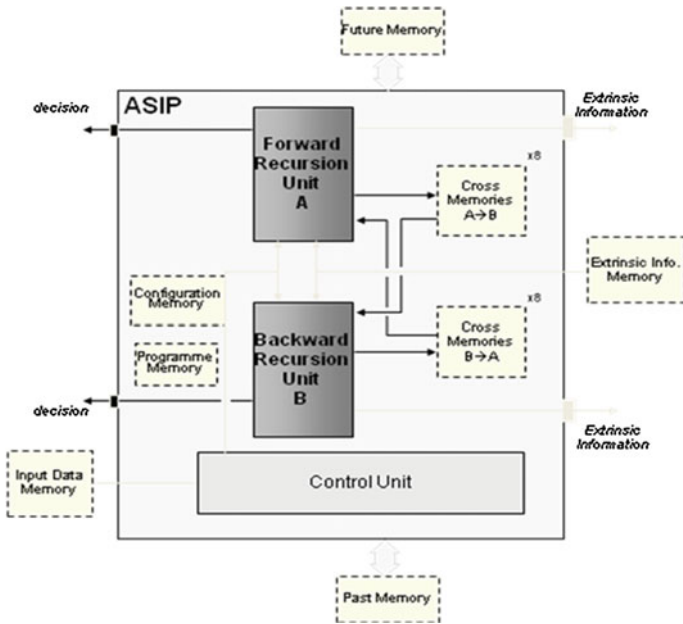 Future Memory
decision
ASIP
Extrinsic
Information
Forward
Recursion
Unit
A
x8
Cross
Memories
A→B
Extrinsic Info.
Memory
Configuration
Memory
x8
Backward
Recursion
Unit
B
Cross
Memories
B→A
Programme
Memory
decision
Extrinsic
Information
Input Data
Memory
Control Unit
Past Memory